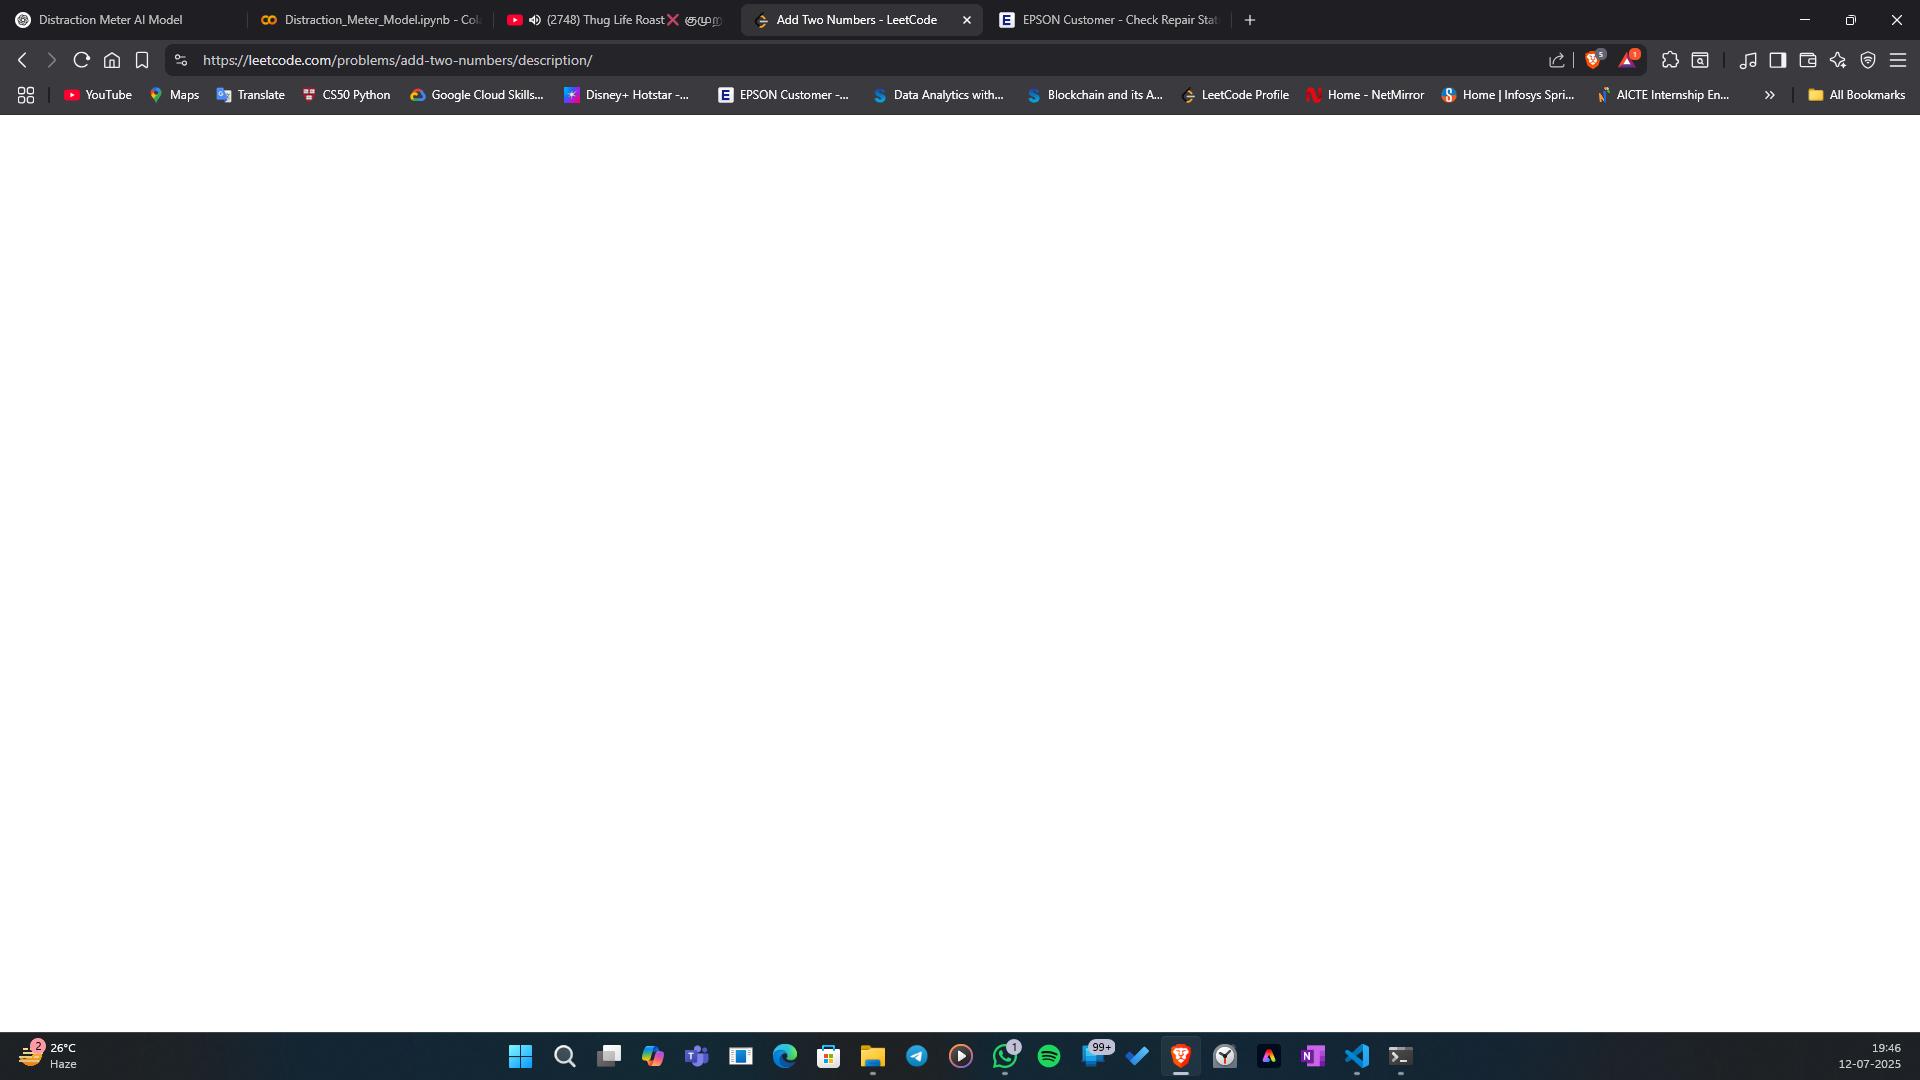 Distraction Meter AI Model
Distraction_Meter_Model.ipynb - Col
(2748) Thug Life Roast❌ குமுற
Add Two Numbers - LeetCode
EPSON Customer - Check Repair Stat
https://leetcode.com/problems/add-two-numbers/description/
5
1
YouTube
Maps
Translate
CS50 Python
Google Cloud Skills...
Disney+ Hotstar -...
EPSON Customer -...
Data Analytics with...
Blockchain and its A...
LeetCode Profile
Home - NetMirror
Home | Infosys Spri...
AICTE Internship En...
All Bookmarks
2
26°C
Haze
1
99+
19:46
12-07-2025